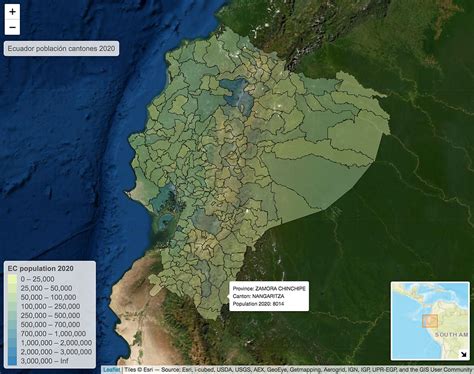 +
−
Ecuador población cantones 2020
Province: ZAMORA CHINCHIPE
Canton: NANGARITZA
Population 2020: 8014
EC population 2020
0 – 25,000
25,000 – 50,000
50,000 – 100,000
100,000 – 250,000
250,000 – 500,000
500,000 – 700,000
700,000 – 1,000,000
1,000,000 – 2,000,000
2,000,000 – 3,000,000
3,000,000 – Inf
SOUTH AM
Leaflet | Tiles © Esri — Source: Esri, i-cubed, USDA, USGS, AEX, GeoEye, Getmapping, Aerogrid, IGN, IGP, UPR-EGP, and the GIS User Community